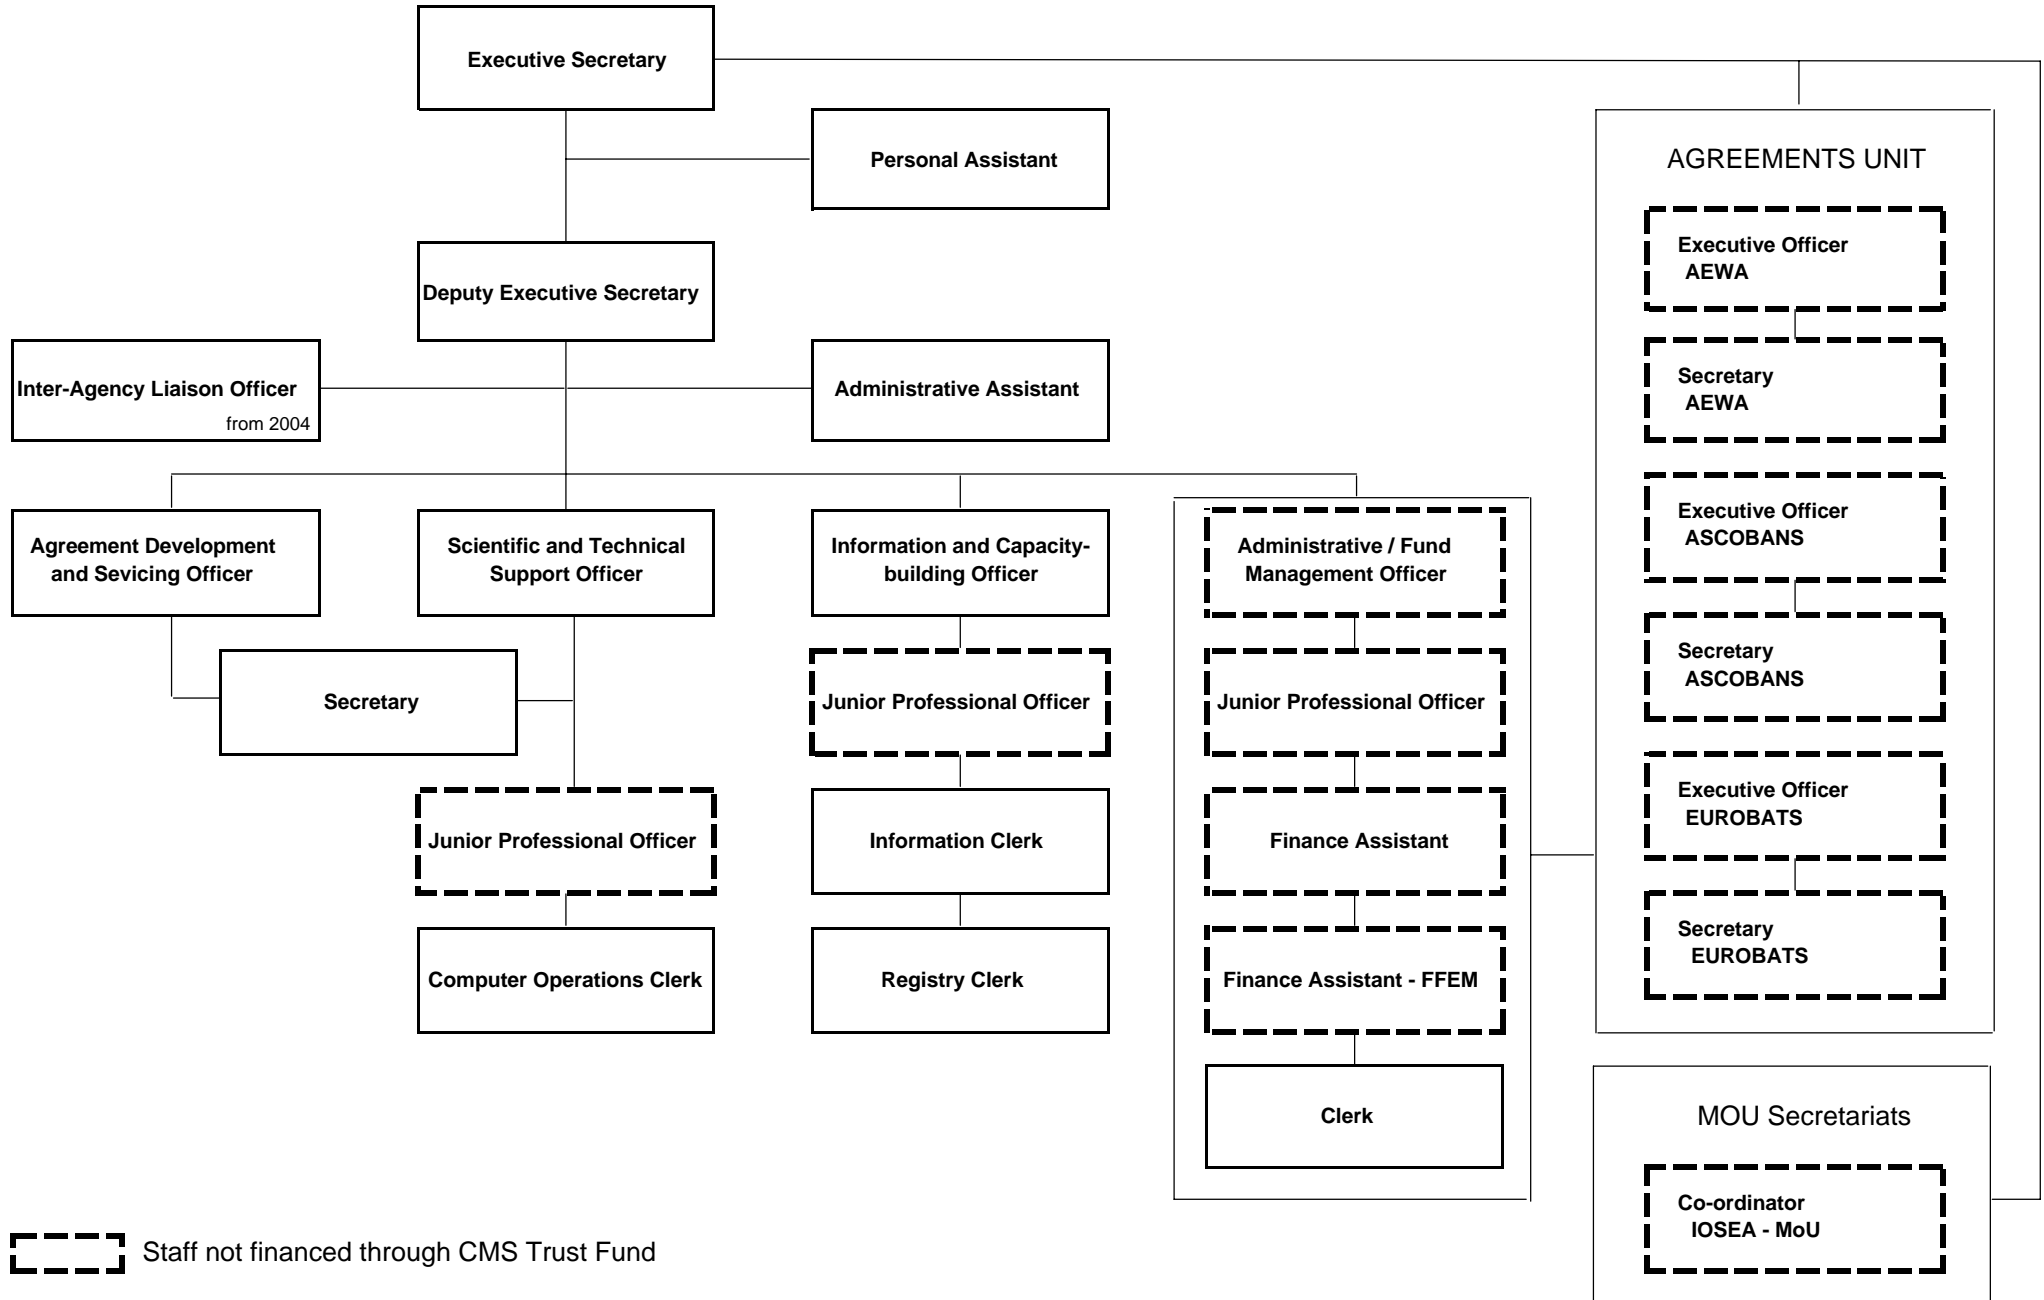 Executive Secretary
Personal Assistant
Deputy Executive Secretary
Inter-Agency Liaison Officer
from 2004
Administrative Assistant
Agreement Development
and Sevicing Officer
Scientific and Technical
Support Officer
Information and Capacity-
building Officer
Administrative / Fund
Management Officer
Secretary
Junior Professional Officer
Junior Professional Officer
Junior Professional Officer
Information Clerk
Finance Assistant
Computer Operations Clerk
Registry Clerk
Finance Assistant - FFEM
Clerk
AGREEMENTS UNIT
Executive Officer
AEWA
Secretary
AEWA
Executive Officer
ASCOBANS
Secretary
ASCOBANS
Executive Officer
EUROBATS
Secretary
EUROBATS
MOU Secretariats
Co-ordinator
IOSEA - MoU
Staff not financed through CMS Trust Fund